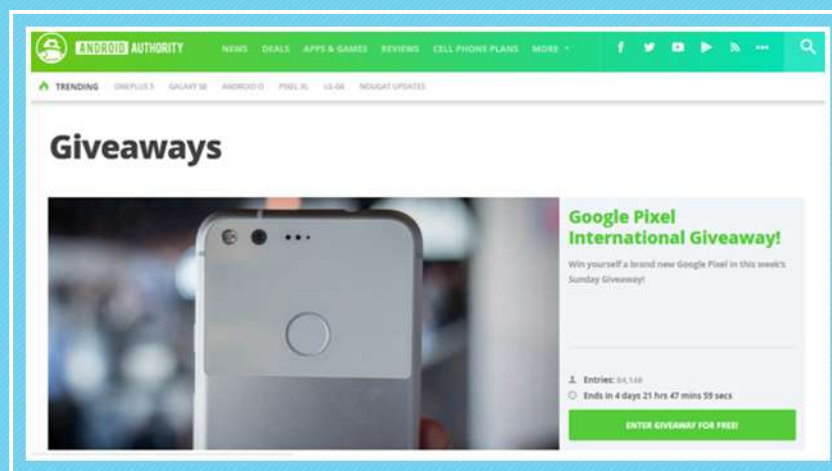 ANDROID AUTHORITY NEWS DEALS APPS & GAMES REVIEWS CELL PHONE PLANS MORE
TRENDING ONEPLUS 5 GALAXY S8 ANDROID O PIXEL XL LG G6 NOUGAT UPDATES
Giveaways
Google Pixel
International Giveaway!
Win yourself a brand new Google Pixel in this week's
Sunday Giveaway!
Entries: 84,148
Ends in 4 days 21 hrs 47 mins 59 secs
ENTER GIVEAWAY FOR FREE!